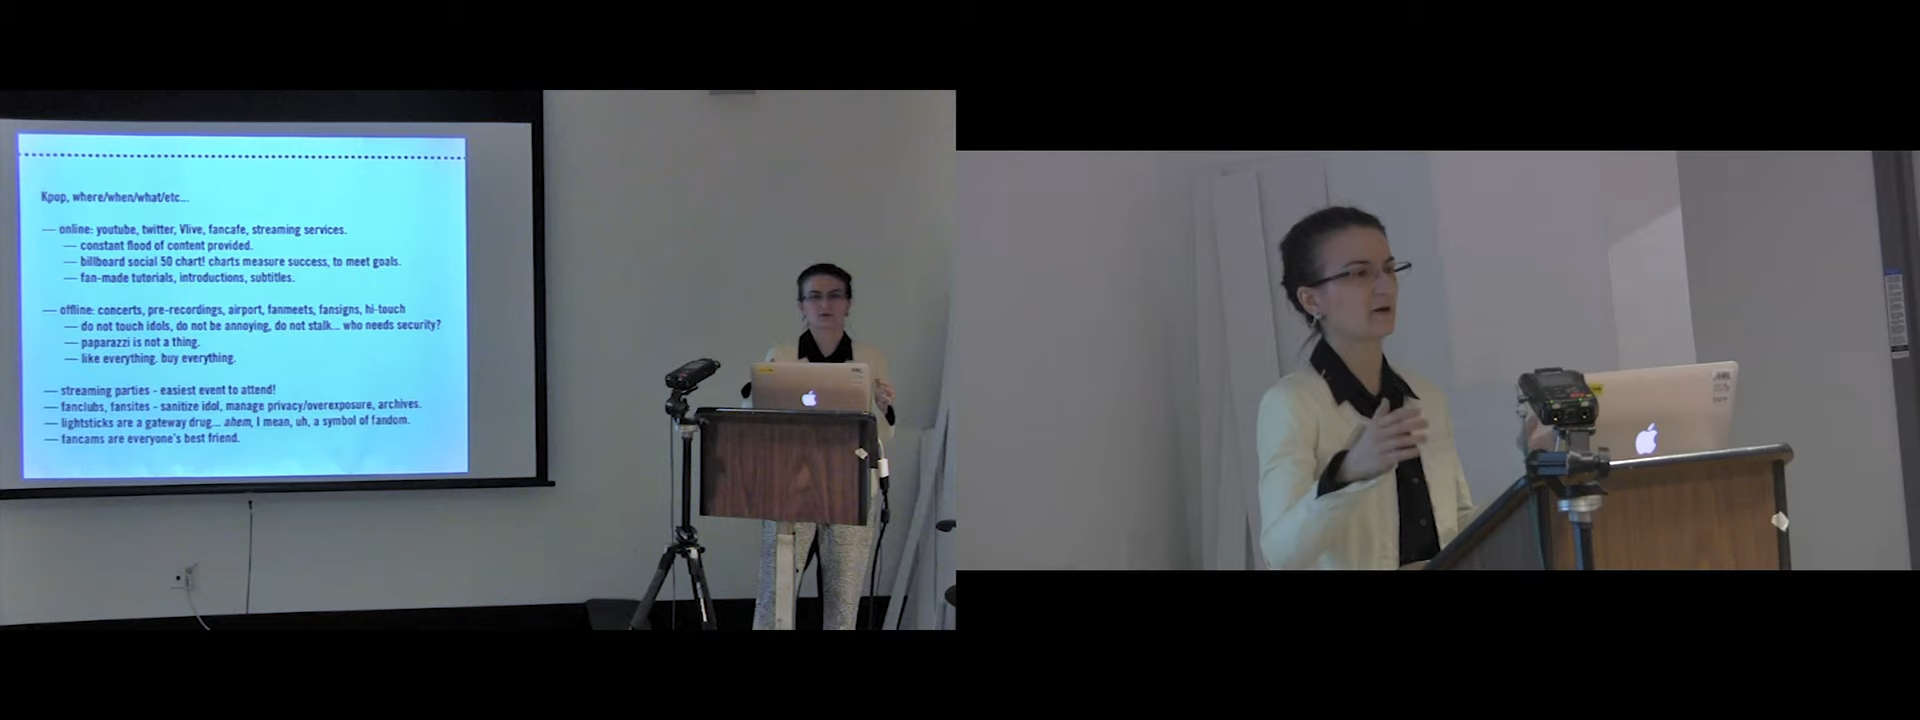 Kpop, where/when/what/etc...
— online: youtube, twitter, Vlive, fancafe, streaming services.
— constant flood of content provided.
— billboard social 50 chart! charts measure success, to meet goals.
— fan-made tutorials, introductions, subtitles.
— offline: concerts, pre-recordings, airport, fanmeets, fansigns, hi-touch
— do not touch idols, do not be annoying, do not stalk... who needs security?
— paparazzi is not a thing.
— like everything. buy everything.
— streaming parties - easiest event to attend!
— fanclubs, fansites - sanitize idol, manage privacy/overexposure, archives.
— lightsticks are a gateway drug... ahem, I mean, uh, a symbol of fandom.
— fancams are everyone's best friend.